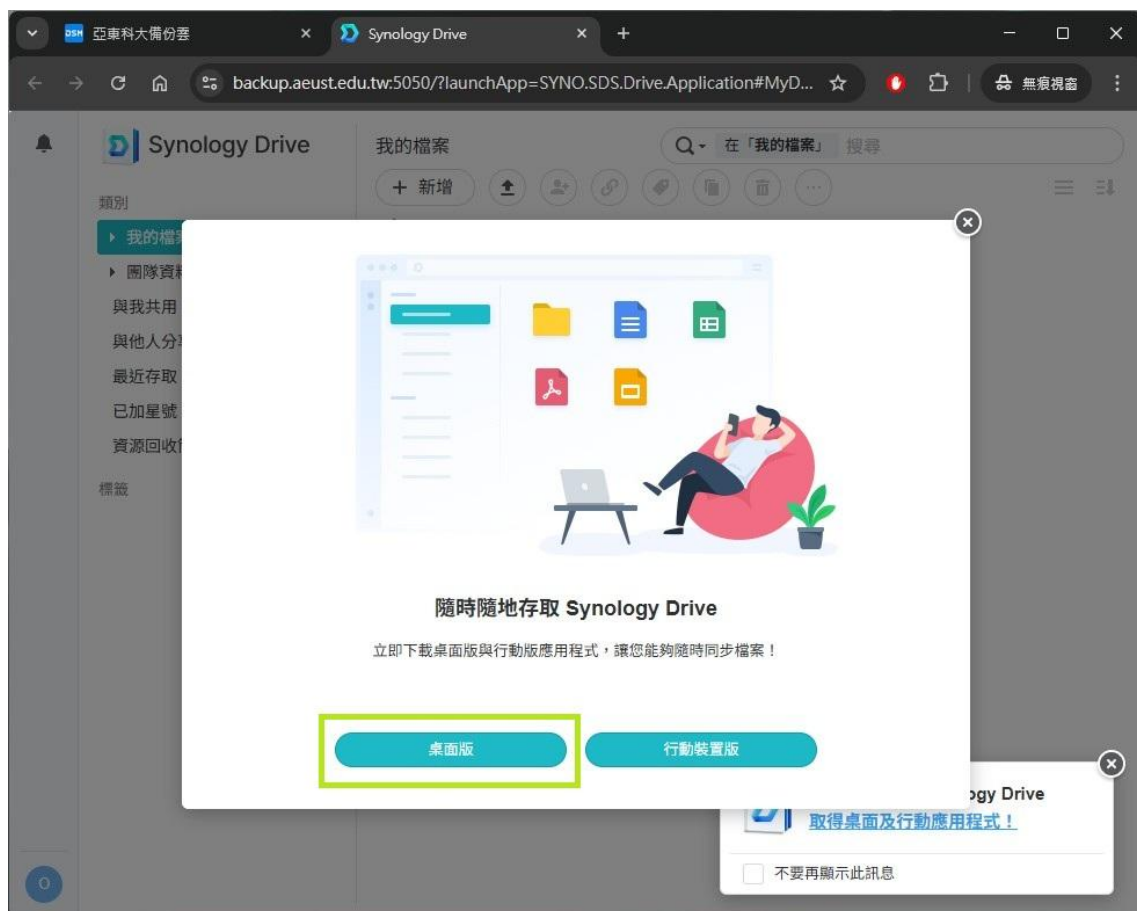 DSM 亞東科大備份雲
Synology Drive
backup.aeust.edu.tw:5050/?launchApp=SYNO.SDS.Drive.Application#MyD...
無痕視窗
Synology Drive
我的檔案
在「我的檔案」 搜尋
+ 新增
類別
我的檔
團隊資
與我共用
與他人分
最近存取
已加星號
資源回收
標籤
隨時隨地存取 Synology Drive
立即下載桌面版與行動版應用程式，讓您能夠隨時同步檔案！
桌面版
行動裝置版
ogy Drive
取得桌面及行動應用程式！
不要再顯示此訊息
O